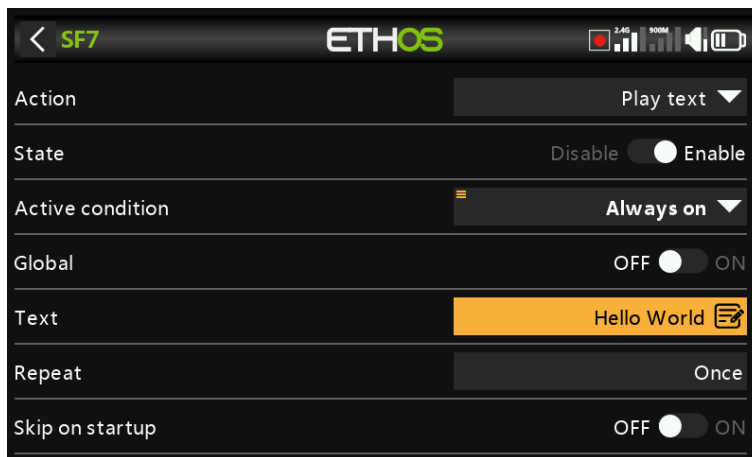 SF7 ETHOS 2.4G 900M
Action Play text
State Disable Enable
Active condition Always on
Global OFF ON
Text Hello World
Repeat Once
Skip on startup OFF ON